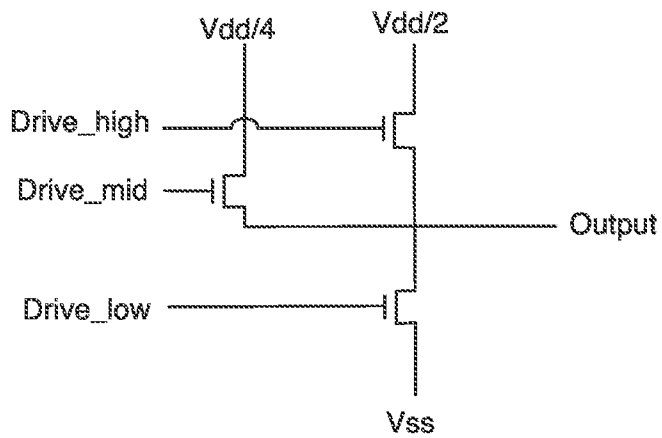 Vdd/4
Vdd/2
Drive_high
Drive_mid
Output
Drive_low
Vss